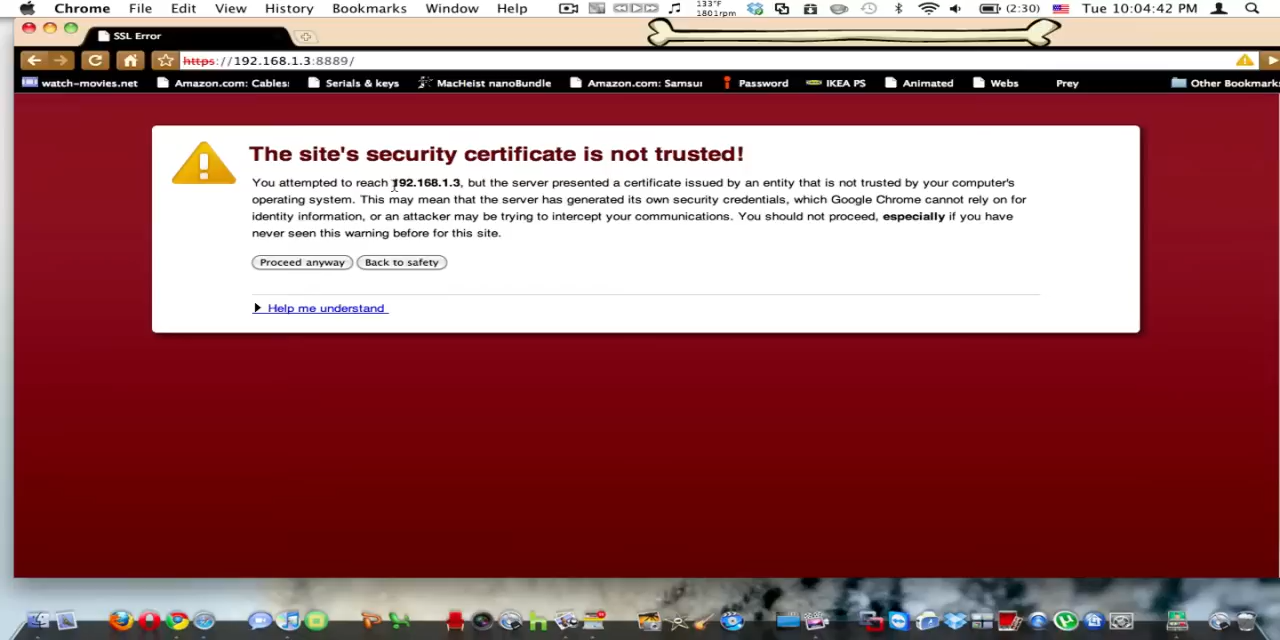 Chrome File Edit View History Bookmarks Window Help 133°F 1801rpm (2:30) Tue 10:04:42 PM
SSL Error
https://192.168.1.3:8889/
watch-movies.net Amazon.com: Cables: Serials & keys MacHeist nanoBundle Amazon.com: Samsu Password IKEA PS Animated Webs Prey Other Bookmark
The site's security certificate is not trusted!
You attempted to reach 192.168.1.3, but the server presented a certificate issued by an entity that is not trusted by your computer's
operating system. This may mean that the server has generated its own security credentials, which Google Chrome cannot rely on for
identity information, or an attacker may be trying to intercept your communications. You should not proceed, especially if you have
never seen this warning before for this site.
Proceed anyway Back to safety
Help me understand